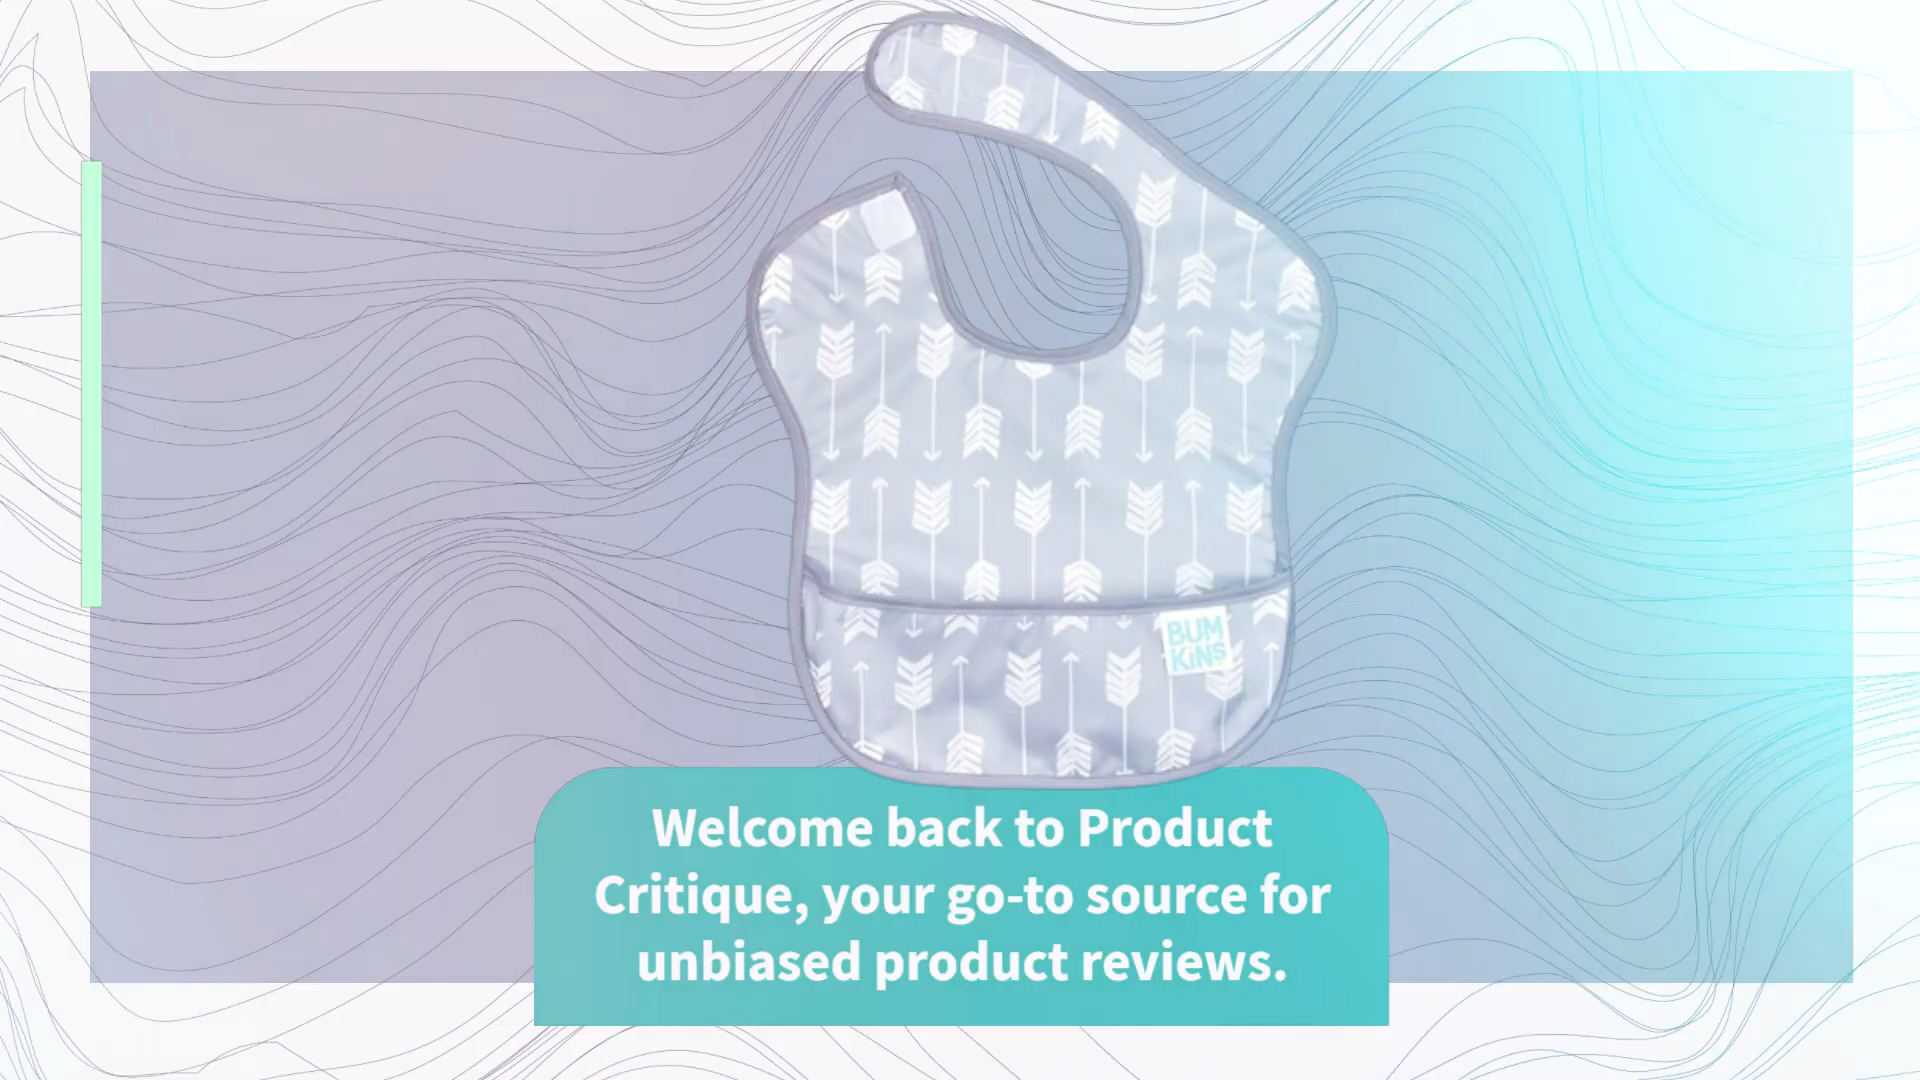 BUM
KiNS
Welcome back to Product
Critique, your go-to source for
unbiased product reviews.